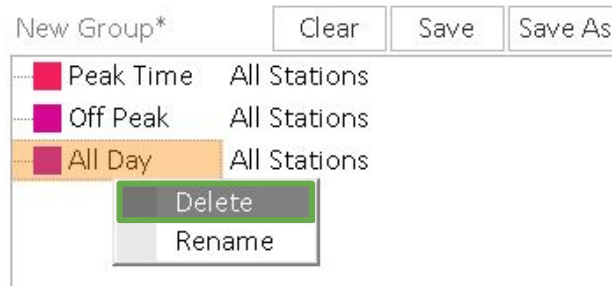 New Group* Clear Save Save As
Peak Time All Stations
Off Peak All Stations
All Day All Stations
Delete
Rename